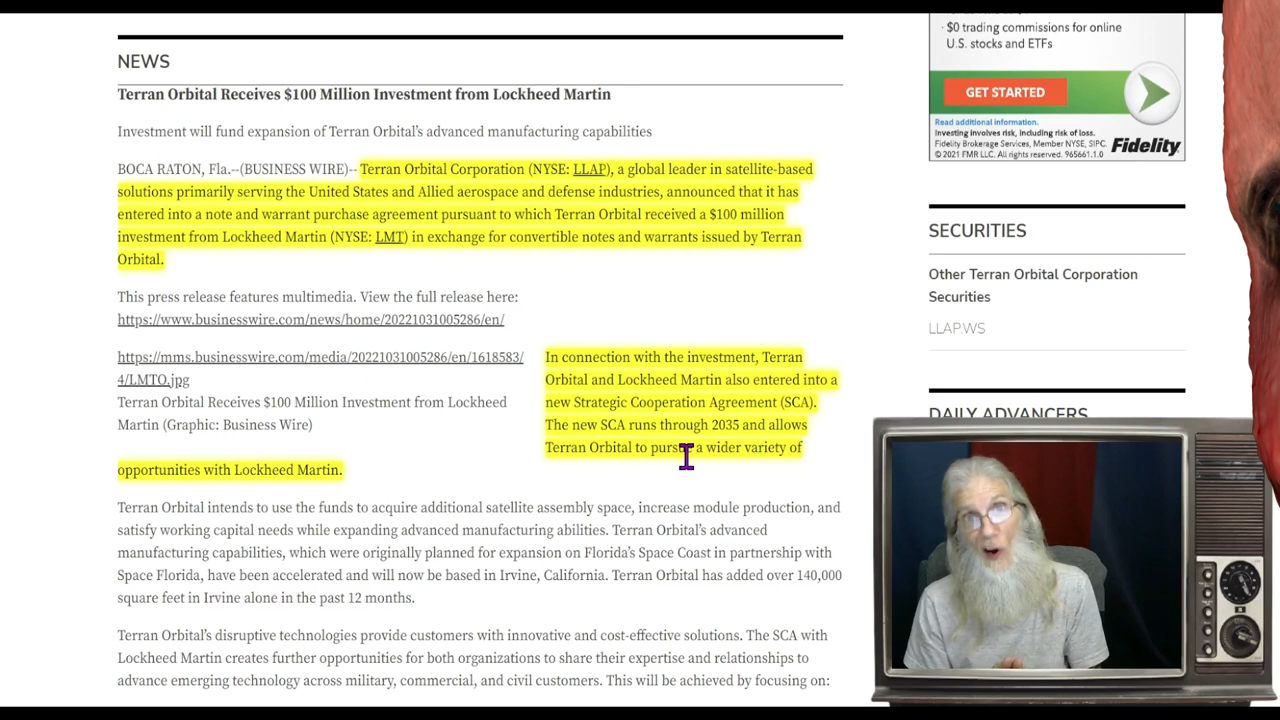 NEWS
Terran Orbital Receives $100 Million Investment from Lockheed Martin
Investment will fund expansion of Terran Orbital's advanced manufacturing capabilities
BOCA RATON, Fla.--(BUSINESS WIRE)-- Terran Orbital Corporation (NYSE: LLAP), a global leader in satellite-based
solutions primarily serving the United States and Allied aerospace and defense industries, announced that it has
entered into a note and warrant purchase agreement pursuant to which Terran Orbital received a $100 million
investment from Lockheed Martin (NYSE: LMT) in exchange for convertible notes and warrants issued by Terran
Orbital.
This press release features multimedia. View the full release here:
https://www.businesswire.com/news/home/20221031005286/en/
https://mms.businesswire.com/media/20221031005286/en/1618583/
4/LMTO.jpg
Terran Orbital Receives $100 Million Investment from Lockheed
Martin (Graphic: Business Wire)
In connection with the investment, Terran
Orbital and Lockheed Martin also entered into a
new Strategic Cooperation Agreement (SCA).
The new SCA runs through 2035 and allows
Terran Orbital to pursue a wider variety of
opportunities with Lockheed Martin.
Terran Orbital intends to use the funds to acquire additional satellite assembly space, increase module production, and
satisfy working capital needs while expanding advanced manufacturing abilities. Terran Orbital's advanced
manufacturing capabilities, which were originally planned for expansion on Florida's Space Coast in partnership with
Space Florida, have been accelerated and will now be based in Irvine, California. Terran Orbital has added over 140,000
square feet in Irvine alone in the past 12 months.
Terran Orbital's disruptive technologies provide customers with innovative and cost-effective solutions. The SCA with
Lockheed Martin creates further opportunities for both organizations to share their expertise and relationships to
advance emerging technology across military, commercial, and civil customers. This will be achieved by focusing on:
· $0 trading commissions for online
U.S. stocks and ETFs
GET STARTED
Read additional information.
Investing involves risk, including risk of loss.
Fidelity Brokerage Services, Member NYSE, SIPC.
© 2021 FMR LLC. All rights reserved. 965661.1.0
Fidelity
SECURITIES
Other Terran Orbital Corporation
Securities
LLAP.WS
DAILY ADVANCERS